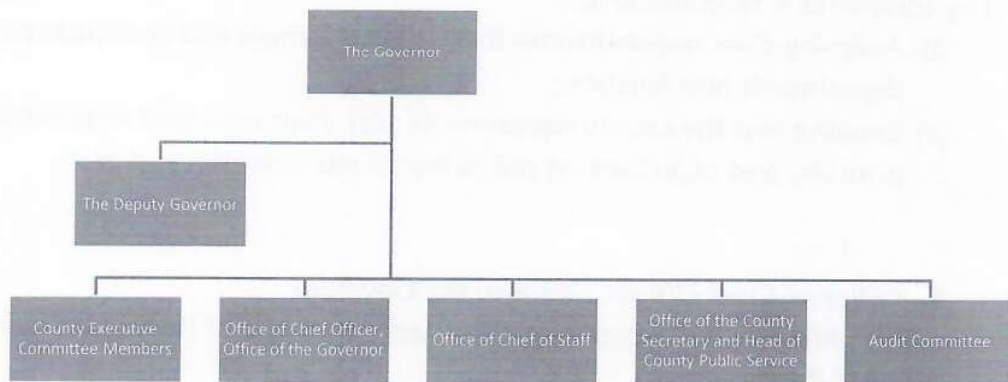 The Governor
The Deputy Governor
County Executive
Committee Members
Office of Chief Officer,
Office of the Governor
Office of Chief of Staff
Office of the County
Secretary and Head of
County Public Service
Audit Committee